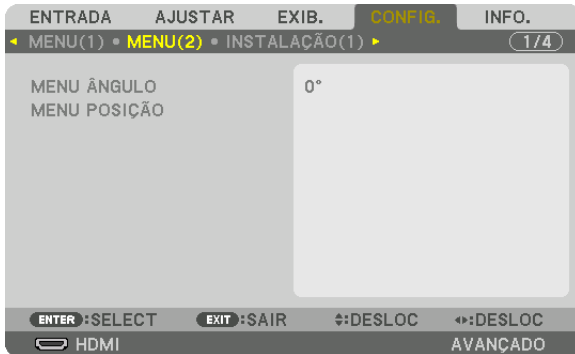 ENTRADA AJUSTAR EXIB. CONFIG. INFO.
MENU(1) • MENU(2) • INSTALAÇÃO(1) 1/4
MENU ÂNGULO 0°
MENU POSIÇÃO
ENTER :SELECT EXIT :SAIR :DESLOC :DESLOC
HDMI AVANÇADO